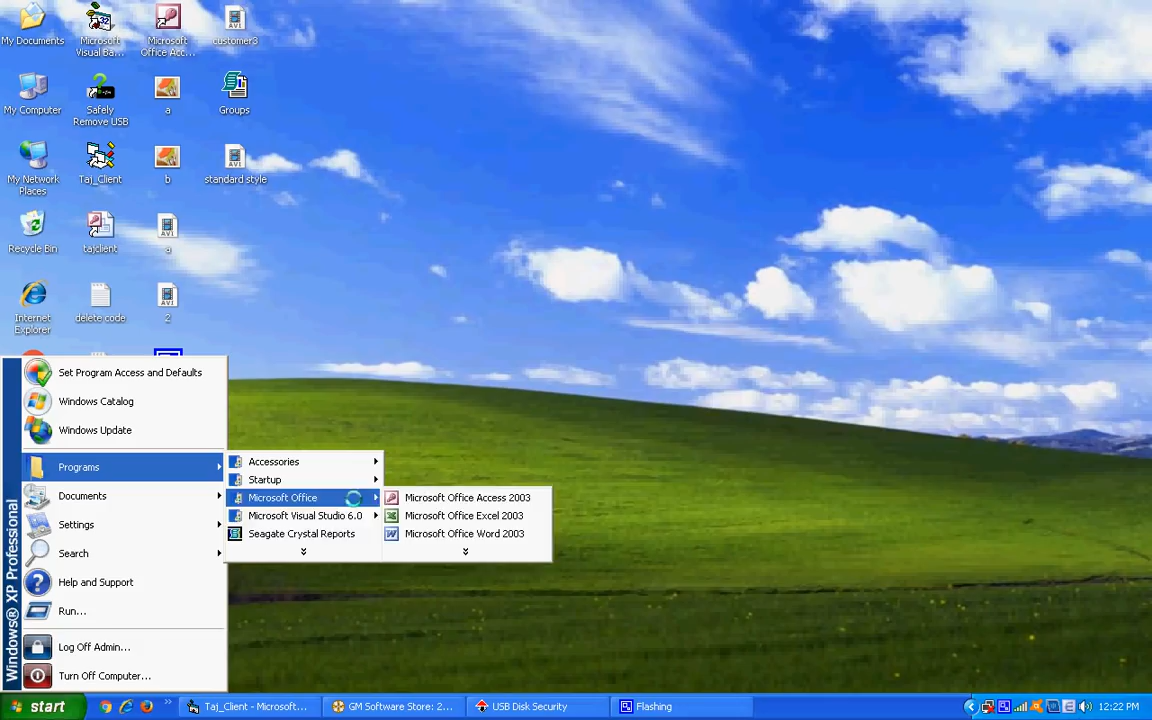 My Documents
Microsoft
Visual Ba...
Microsoft
Office Acc...
customer3
My Computer
Safely
Remove USB
a
Groups
My Network
Places
Taj_Client
b
standard style
Recycle Bin
tajclient
a
Internet
Explorer
delete code
2
Windows® XP Professional
Set Program Access and Defaults
Windows Catalog
Windows Update
Programs
Documents
Settings
Search
Help and Support
Run...
Log Off Admin...
Turn Off Computer...
Accessories
Startup
Microsoft Office
Microsoft Visual Studio 6.0
Seagate Crystal Reports
Microsoft Office Access 2003
Microsoft Office Excel 2003
Microsoft Office Word 2003
start
Taj_Client - Microsoft...
GM Software Store: 2...
USB Disk Security
Flashing
12:22 PM